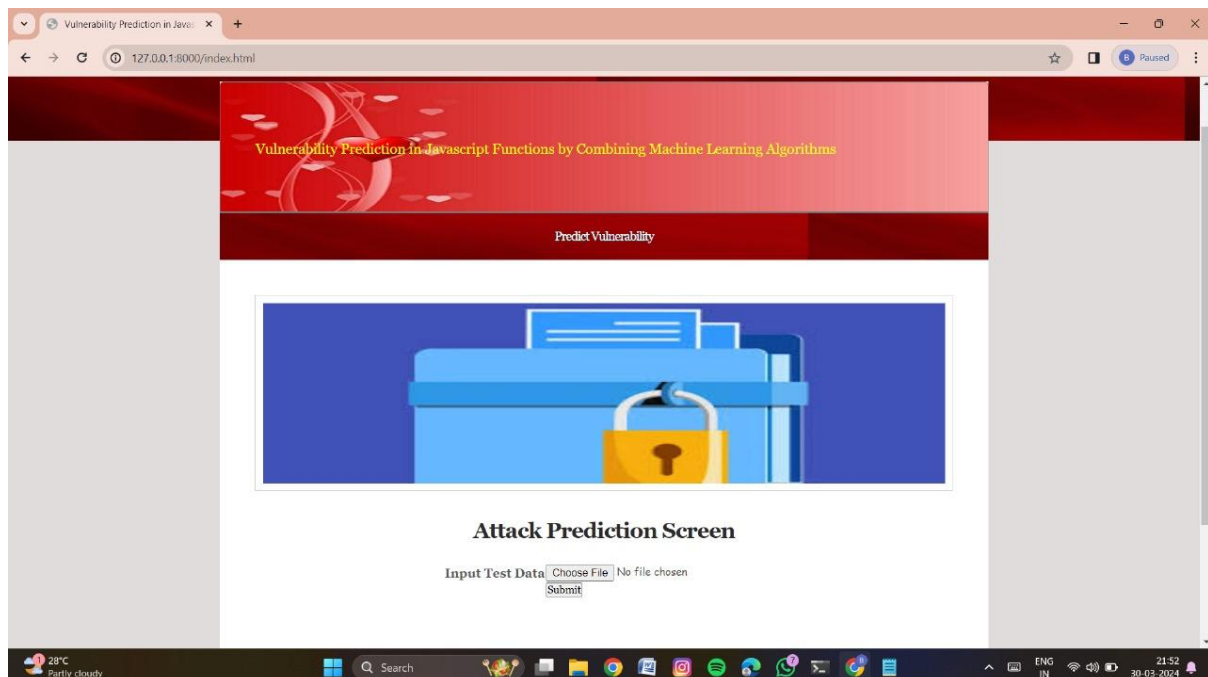 Vulnerability Prediction in Javas
127.0.0.1:8000/index.html
B Paused
Vulnerability Prediction in Javascript Functions by Combining Machine Learning Algorithms
Predict Vulnerability
Attack Prediction Screen
Input Test Data Choose File No file chosen
Submit
1
28°C
Partly cloudy
Search
ENG
IN
21:52
30-03-2024